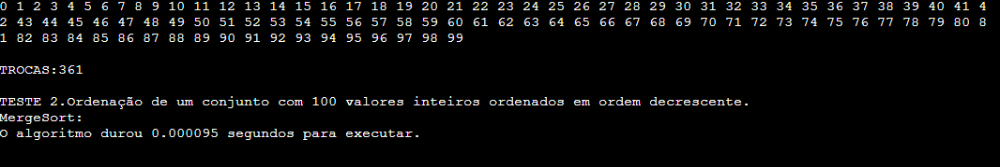 0 1 2 3 4 5 6 7 8 9 10 11 12 13 14 15 16 17 18 19 20 21 22 23 24 25 26 27 28 29 30 31 32 33 34 35 36 37 38 39 40 41 4
2 43 44 45 46 47 48 49 50 51 52 53 54 55 56 57 58 59 60 61 62 63 64 65 66 67 68 69 70 71 72 73 74 75 76 77 78 79 80 8
1 82 83 84 85 86 87 88 89 90 91 92 93 94 95 96 97 98 99
TROCAS:361
TESTE 2.Ordenação de um conjunto com 100 valores inteiros ordenados em ordem decrescente.
MergeSort:
O algoritmo durou 0.000095 segundos para executar.